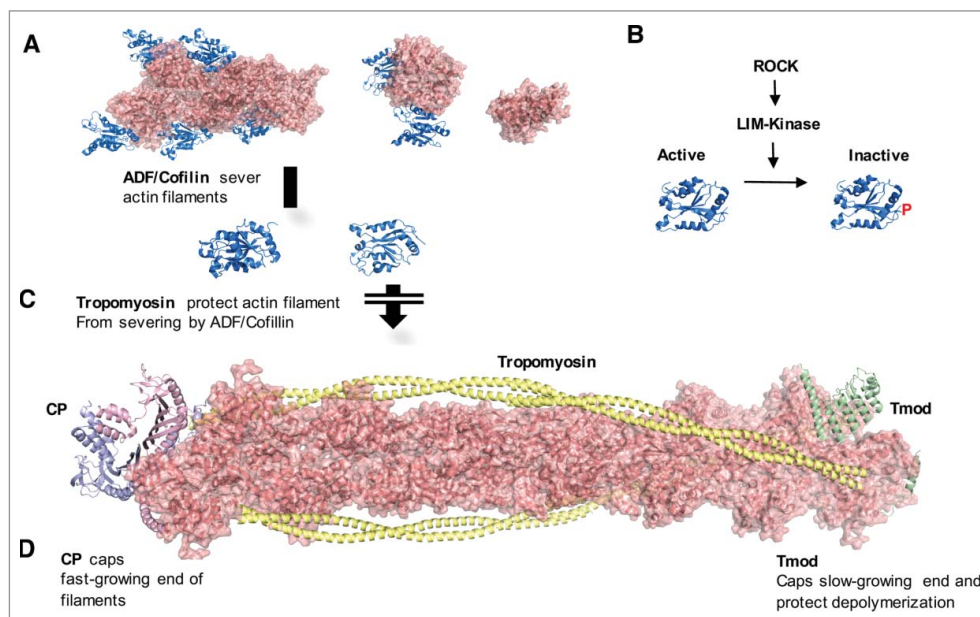 A
ADF/Cofilin sever
actin filaments
B
ROCK
LIM-Kinase
Active
Inactive
P
C
Tropomyosin protect actin filament
From severing by ADF/Cofillin
Tropomyosin
CP
Tmod
D
CP caps
fast-growing end of
filaments
Tmod
Caps slow-growing end and
protect depolymerization